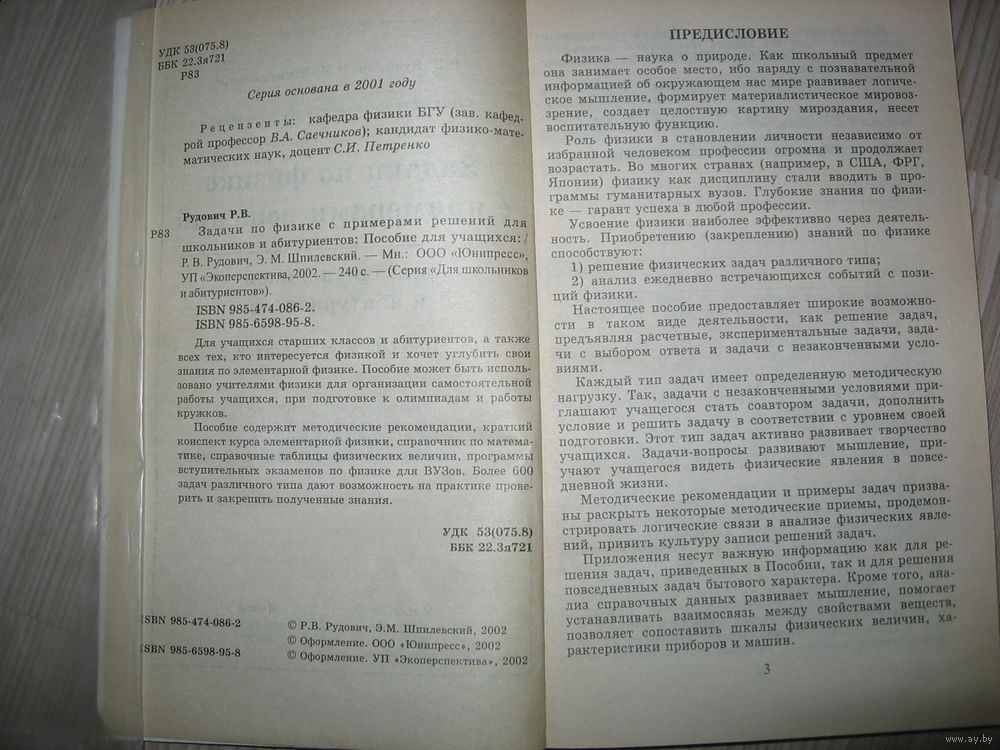 УДК 53(075.8)
ББК 22.3я721
Р83
Серия основана в 2001 году
Рецензенты: кафедра физики БГУ (зав. кафед-
рой профессор В.А. Саечников); кандидат физико-мате-
матических наук, доцент С.И. Петренко
Рудович Р.В.
Р83 Задачи по физике с примерами решений для
школьников и абитуриентов: Пособие для учащихся: /
Р. В. Рудович, Э. М. Шпилевский. — Мн.: ООО «Юнипресс»,
УП «Экоперспектива, 2002. — 240 с. — (Серия «Для школьников
и абитуриентов»).
ISBN 985-474-086-2.
ISBN 985-6598-95-8.
Для учащихся старших классов и абитуриентов, а также
всех тех, кто интересуется физикой и хочет углубить свои
знания по элементарной физике. Пособие может быть исполь-
зовано учителями физики для организации самостоятельной
работы учащихся, при подготовке к олимпиадам и работы
кружков.
Пособие содержит методические рекомендации, краткий
конспект курса элементарной физики, справочник по матема-
тике, справочные таблицы физических величин, программы
вступительных экзаменов по физике для ВУЗов. Более 600
задач различного типа дают возможность на практике прове-
рить и закрепить полученные знания.
УДК 53(075.8)
ББК 22.3я721
ISBN 985-474-086-2
ISBN 985-6598-95-8
© Р.В. Рудович, Э.М. Шпилевский, 2002
© Оформление. ООО «Юнипресс», 2002
© Оформление. УП «Экоперспектива», 2002
ПРЕДИСЛОВИЕ
Физика — наука о природе. Как школьный предмет
она занимает особое место, ибо наряду с познавательной
информацией об окружающем нас мире развивает логиче-
ское мышление, формирует материалистическое мировоз-
зрение, создает целостную картину мироздания, несет
воспитательную функцию.
Роль физики в становлении личности независимо от
избранной человеком профессии огромна и продолжает
возрастать. Во многих странах (например, в США, ФРГ,
Японии) физику как дисциплину стали вводить в про-
граммы гуманитарных вузов. Глубокие знания по физи-
ке — гарант успеха в любой профессии.
Усвоение физики наиболее эффективно через деятель-
ность. Приобретению (закреплению) знаний по физике
способствуют:
1) решение физических задач различного типа;
2) анализ ежедневно встречающихся событий с пози-
ций физики.
Настоящее пособие предоставляет широкие возможно-
сти в таком виде деятельности, как решение задач,
предъявляя расчетные, экспериментальные задачи, зада-
чи с выбором ответа и задачи с незаконченными усло-
виями.
Каждый тип задач имеет определенную методическую
нагрузку. Так, задачи с незаконченными условиями при-
глашают учащегося стать соавтором задачи, дополнить
условие и решить задачу в соответствии с уровнем своей
подготовки. Этот тип задач активно развивает творчество
учащихся. Задачи-вопросы развивают мышление, при-
учают учащегося видеть физические явления в повсе-
дневной жизни.
Методические рекомендации и примеры задач призва-
ны раскрыть некоторые методические приемы, продемон-
стрировать логические связи в анализе физических явле-
ний, привить культуру записи решений задач.
Приложения несут важную информацию как для ре-
шения задач, приведенных в Пособии, так и для решения
повседневных задач бытового характера. Кроме того, ана-
лиз справочных данных развивает мышление, помогает
устанавливать взаимосвязь между свойствами веществ,
позволяет сопоставить шкалы физических величин, ха-
рактеристики приборов и машин.
3
www.ay.by